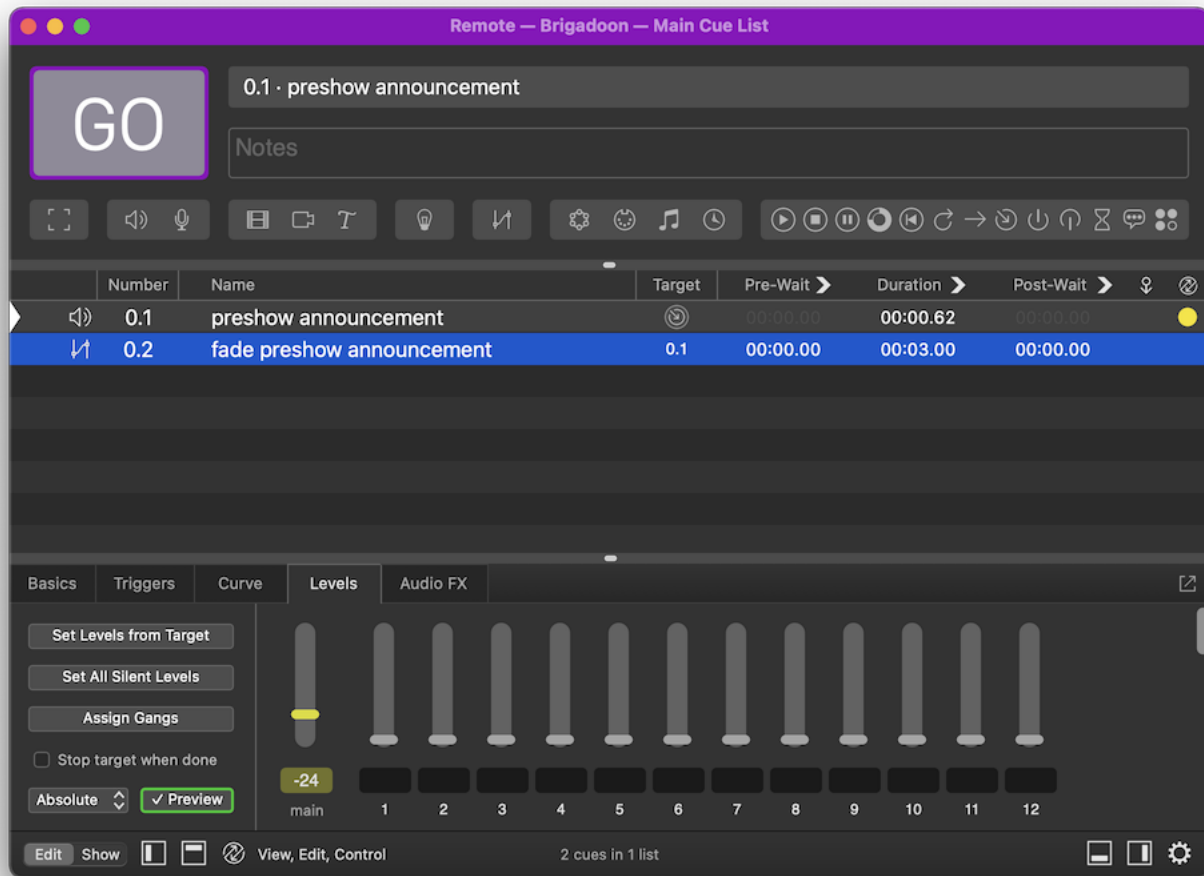 Remote — Brigadoon — Main Cue List
GO
0.1 · preshow announcement
Notes
Number Name Target Pre-Wait Duration Post-Wait
0.1 preshow announcement 00:00.00 00:00.62 00:00.00
0.2 fade preshow announcement 0.1 00:00.00 00:03.00 00:00.00
Basics Triggers Curve Levels Audio FX
Set Levels from Target
Set All Silent Levels
Assign Gangs
Stop target when done
-24
Absolute ✓ Preview
main 1 2 3 4 5 6 7 8 9 10 11 12
Edit Show View, Edit, Control 2 cues in 1 list